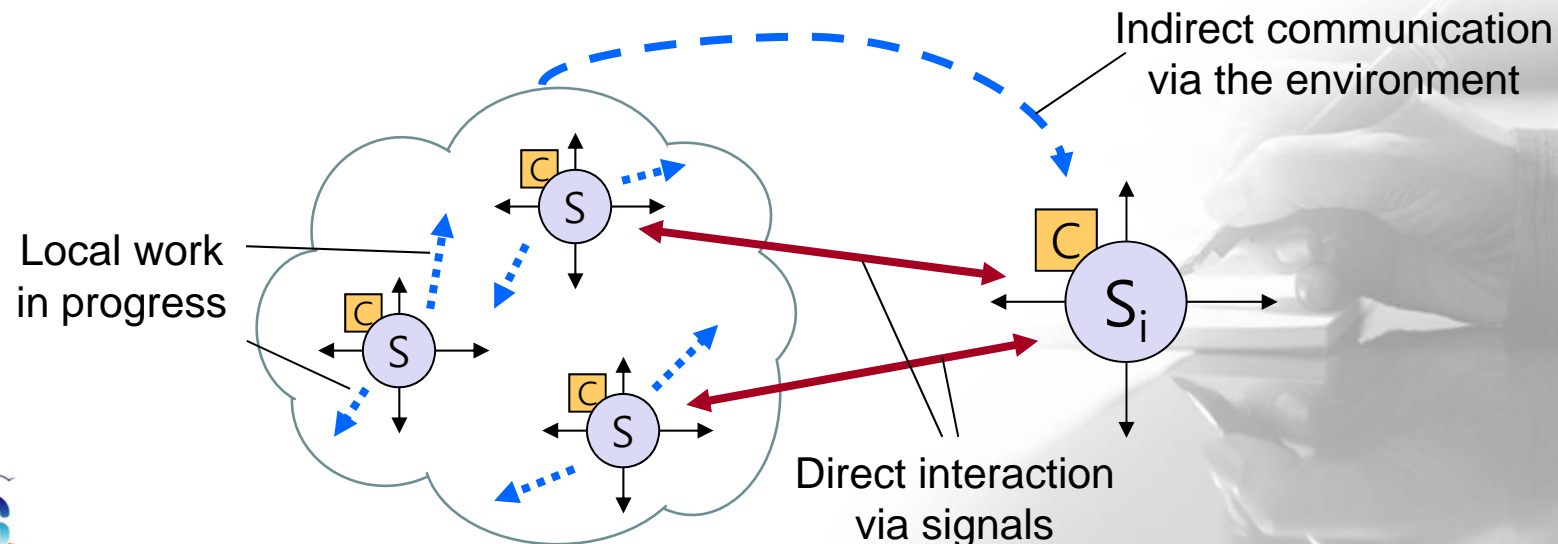 Indirect communication
via the environment
C
S
C
S
C
S
C
Sᵢ
Local work
in progress
Direct interaction
via signals